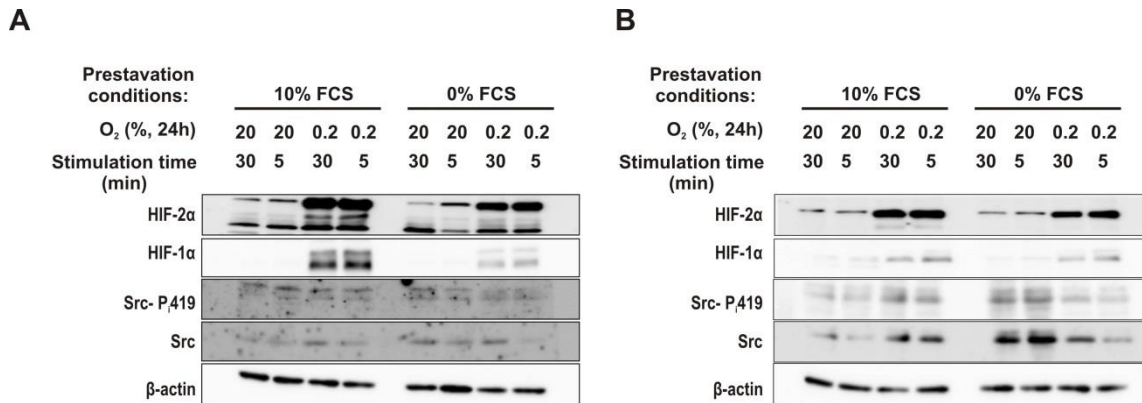 A
Prestavation
conditions:
10% FCS 0% FCS
O₂ (%, 24h) 20 20 0.2 0.2 20 20 0.2 0.2
Stimulation time 30 5 30 5 30 5 30 5
(min)
HIF-2α
HIF-1α
Src- Pᵢ419
Src
β-actin
B
Prestavation
conditions:
10% FCS 0% FCS
O₂ (%, 24h) 20 20 0.2 0.2 20 20 0.2 0.2
Stimulation time 30 5 30 5 30 5 30 5
(min)
HIF-2α
HIF-1α
Src- Pᵢ419
Src
β-actin